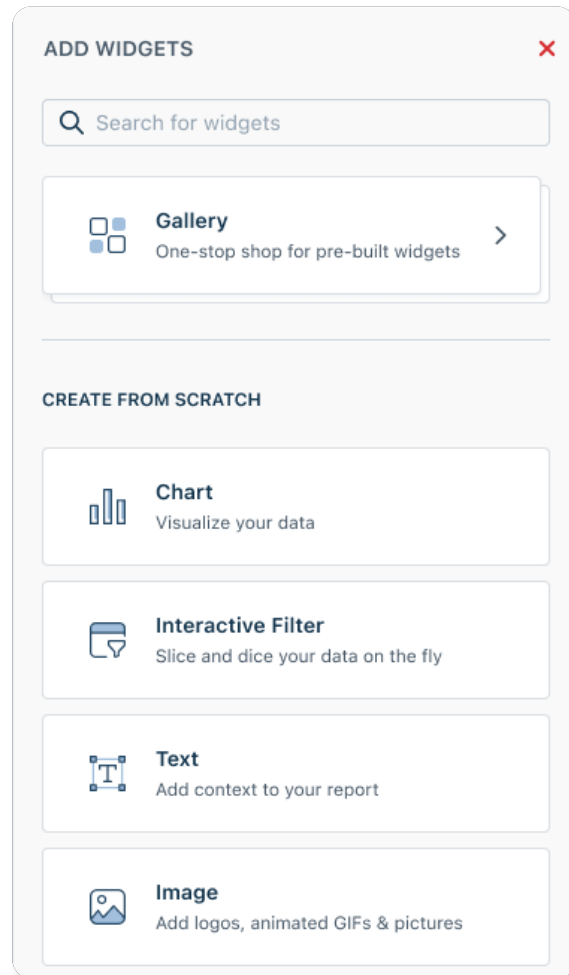 ADD WIDGETS
Search for widgets
Gallery
One-stop shop for pre-built widgets
CREATE FROM SCRATCH
Chart
Visualize your data
Interactive Filter
Slice and dice your data on the fly
Text
Add context to your report
Image
Add logos, animated GIFs & pictures